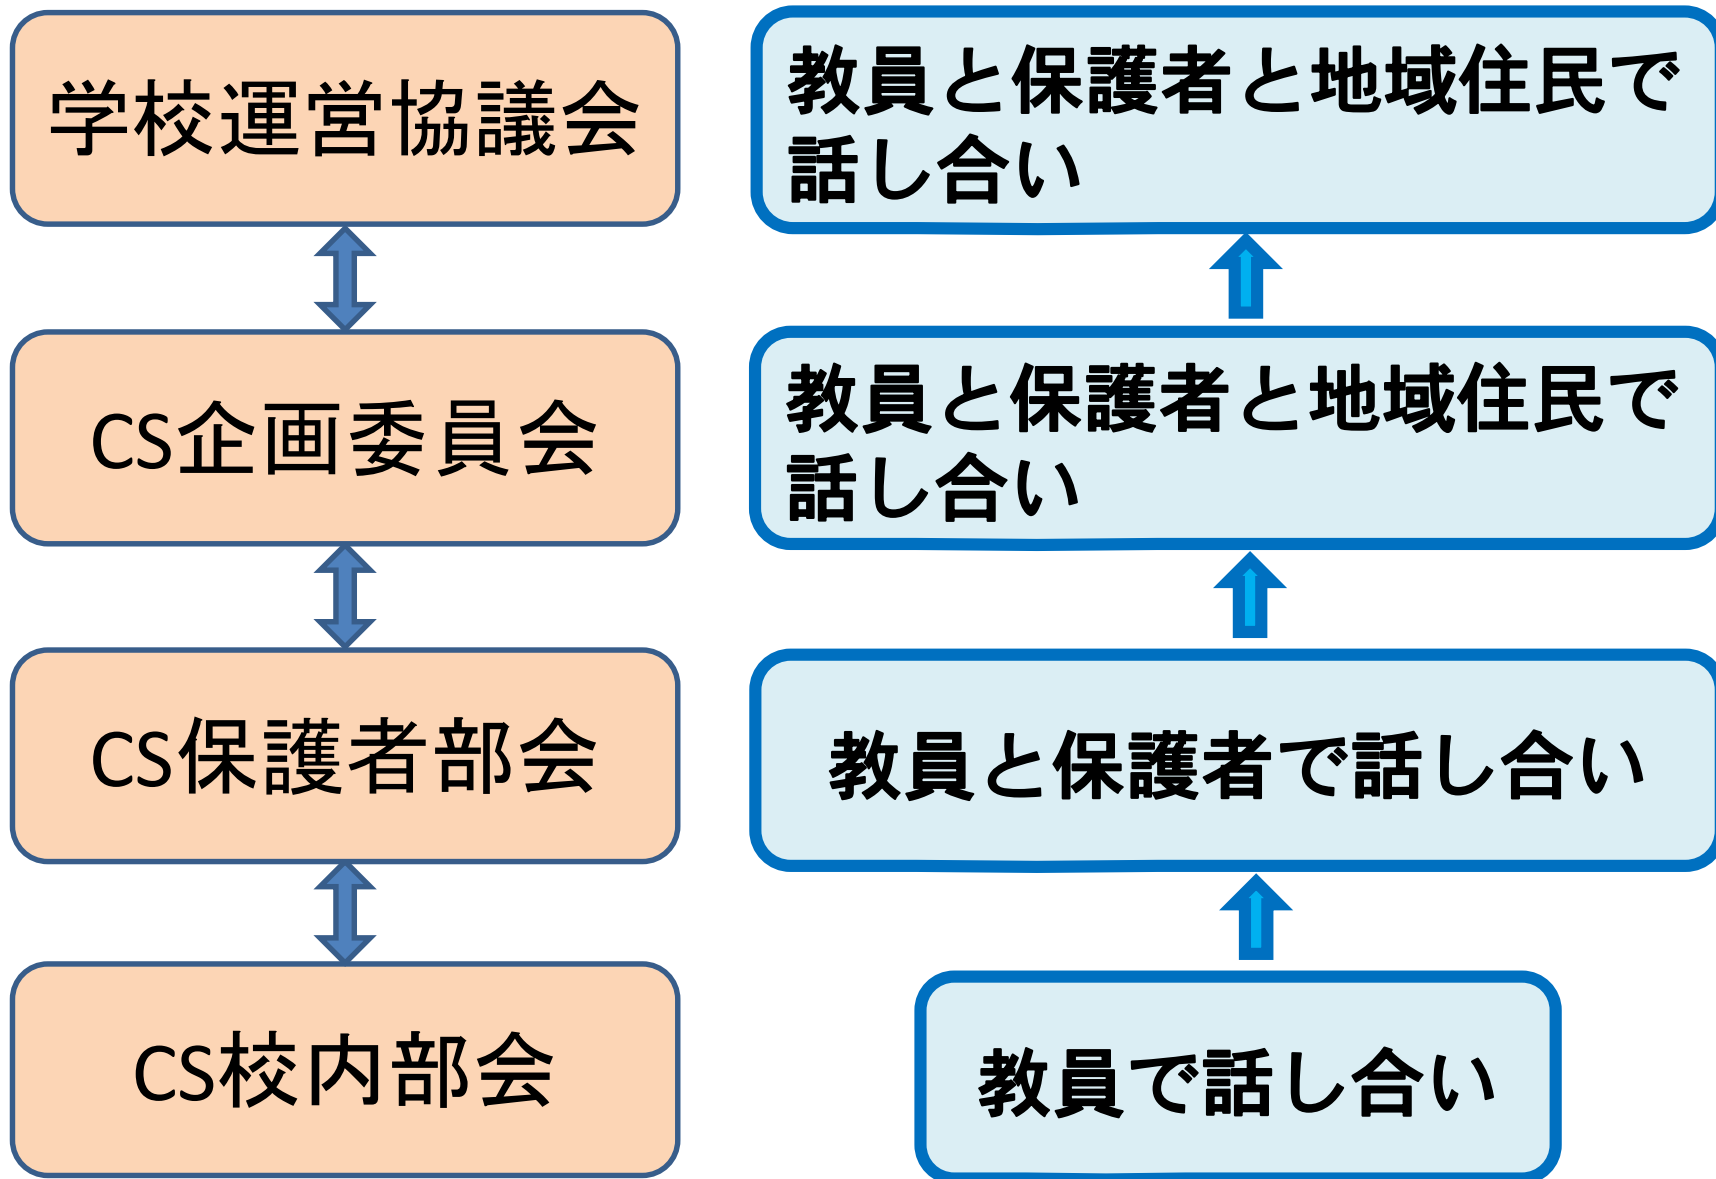 学校運営協議会
教員と保護者と地域住民で
話し合い
CS企画委員会
教員と保護者と地域住民で
話し合い
CS保護者部会
教員と保護者で話し合い
CS校内部会
教員で話し合い